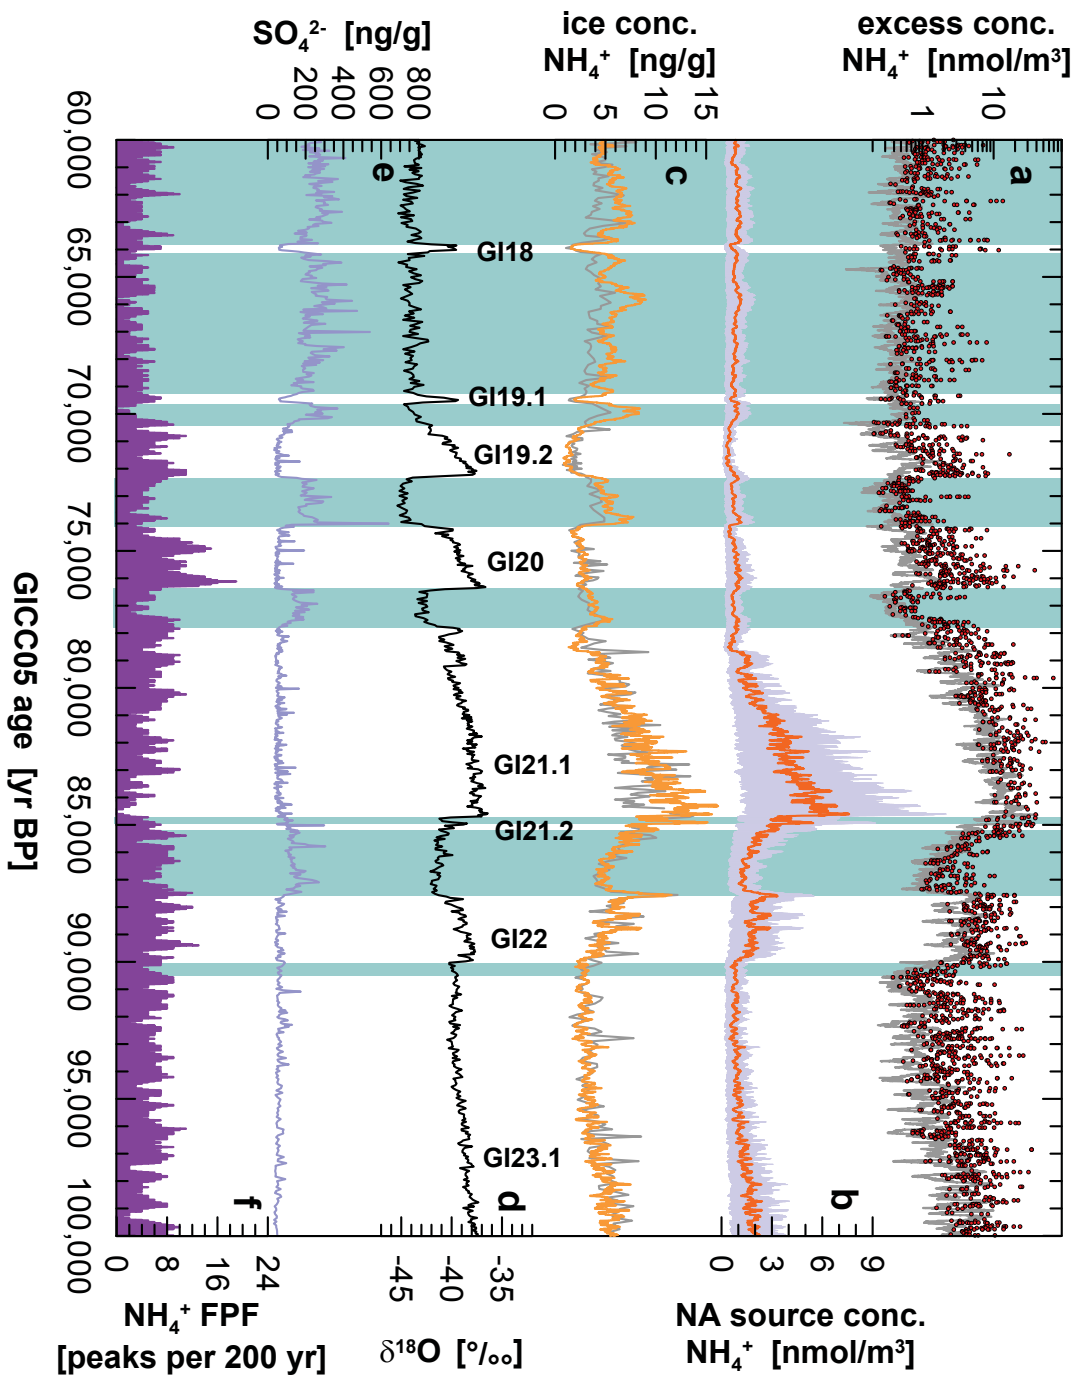 SO₄²⁻ [ng/g]
ice conc.
NH₄⁺ [ng/g]
excess conc.
NH₄⁺ [nmol/m³]
0 200 400 600 800
0 5 10 15
1 10
a
b
c
d
e
f
GI18
GI19.1
GI19.2
GI20
GI21.1
GI21.2
GI22
GI23.1
60,000
65,000
70,000
75,000
80,000
85,000
90,000
95,000
100,000
GICC05 age [yr BP]
0 8 16 24
-45 -40 -35
0 3 6 9
NH₄⁺ FPF
[peaks per 200 yr]
δ¹⁸O [°/₀₀]
NA source conc.
NH₄⁺ [nmol/m³]